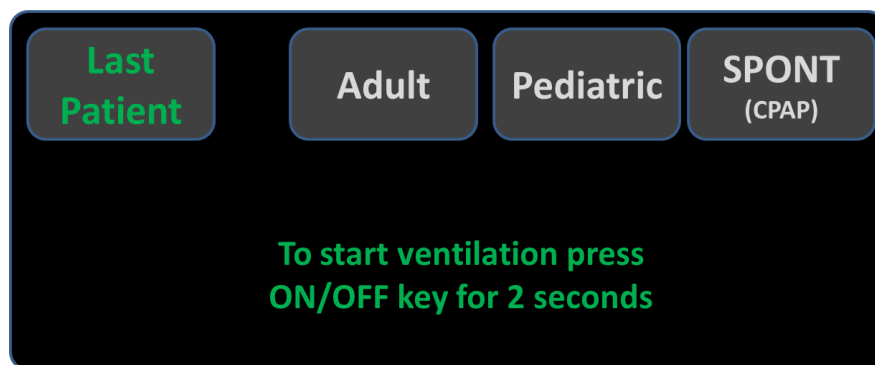 Last
Patient
Adult
Pediatric
SPONT
(CPAP)
To start ventilation press
ON/OFF key for 2 seconds